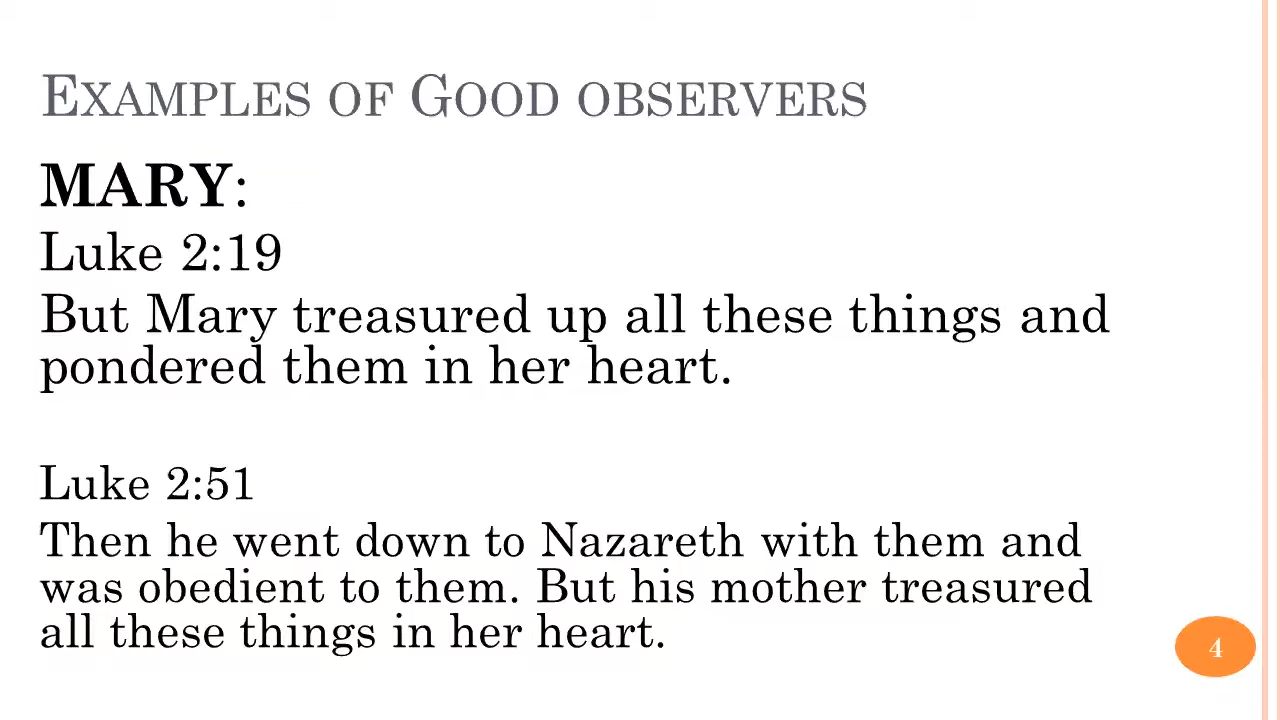 Examples of Good observers
MARY:
Luke 2:19
But Mary treasured up all these things and
pondered them in her heart.
Luke 2:51
Then he went down to Nazareth with them and
was obedient to them. But his mother treasured
all these things in her heart.
4